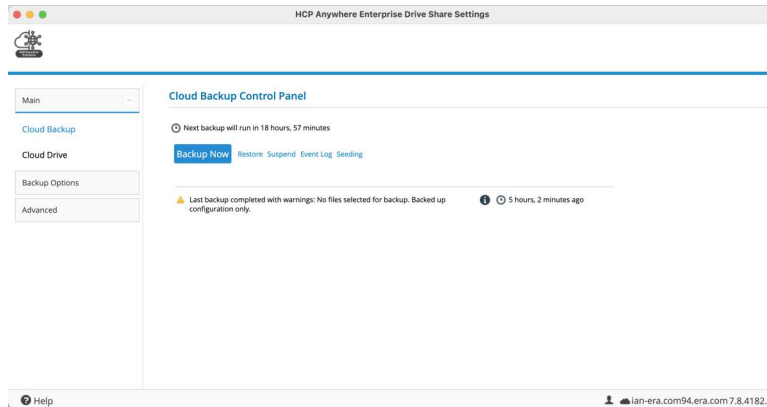 HCP Anywhere Enterprise Drive Share Settings
Main
Cloud Backup
Cloud Drive
Backup Options
Advanced
Cloud Backup Control Panel
Next backup will run in 18 hours, 57 minutes
Backup Now Restore Suspend Event Log Seeding
Last backup completed with warnings: No files selected for backup. Backed up
configuration only.
5 hours, 2 minutes ago
Help
ian-era.com94.era.com 7.8.4182.